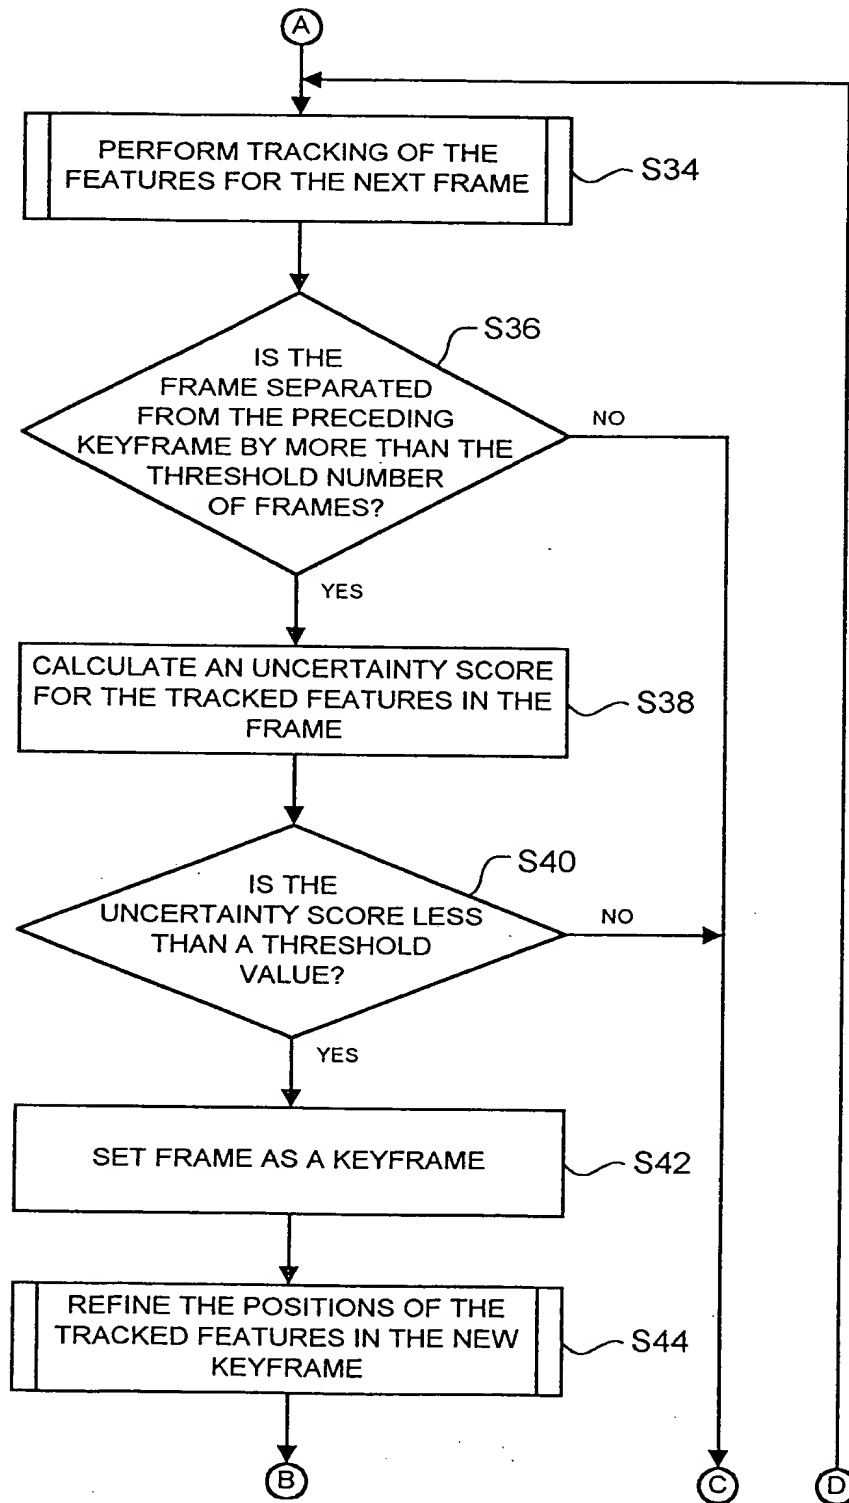 A
PERFORM TRACKING OF THE
FEATURES FOR THE NEXT FRAME
S34
S36
IS THE
FRAME SEPARATED
FROM THE PRECEDING
KEYFRAME BY MORE THAN THE
THRESHOLD NUMBER
OF FRAMES?
NO
YES
CALCULATE AN UNCERTAINTY SCORE
FOR THE TRACKED FEATURES IN THE
FRAME
S38
S40
IS THE
UNCERTAINTY SCORE LESS
THAN A THRESHOLD
VALUE?
NO
YES
SET FRAME AS A KEYFRAME
S42
REFINE THE POSITIONS OF THE
TRACKED FEATURES IN THE NEW
KEYFRAME
S44
B
C
D